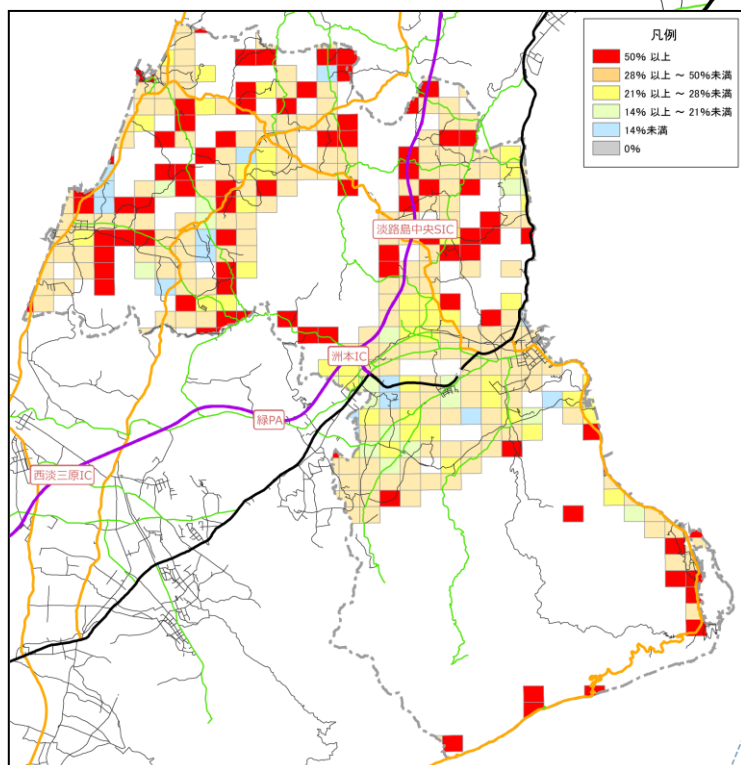 凡例
50% 以上
28% 以上 ~ 50%未満
21% 以上 ~ 28%未満
14% 以上 ~ 21%未満
14%未満
0%
淡路島中央SIC
洲本IC
緑PA
西淡三原IC